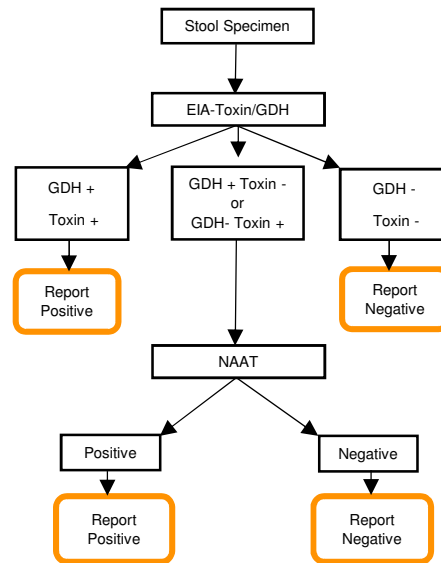 Stool Specimen
EIA-Toxin/GDH
GDH +
Toxin +
GDH + Toxin -
or
GDH- Toxin +
GDH -
Toxin -
Report
Positive
Report
Negative
NAAT
Positive
Negative
Report
Positive
Report
Negative